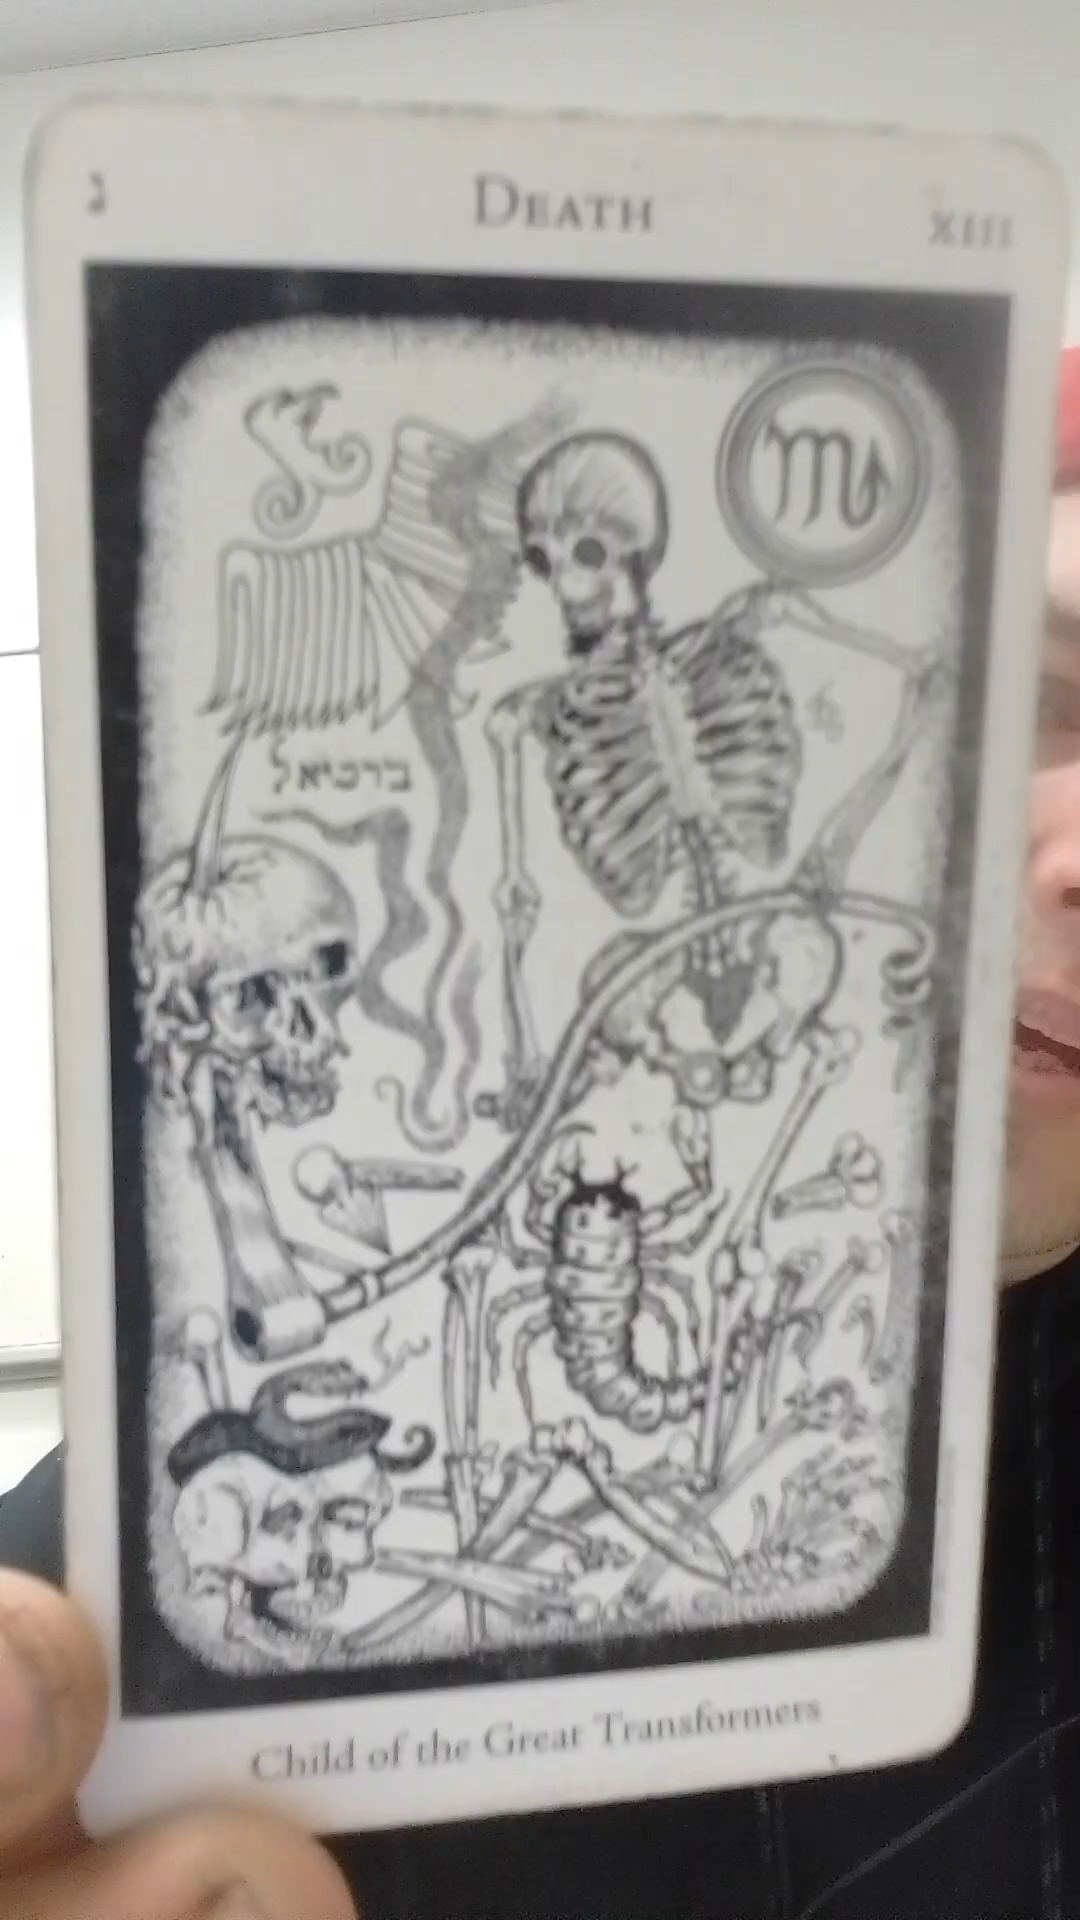 נ
DEATH
XIII
ברכיאל
Child of the Great Transformers